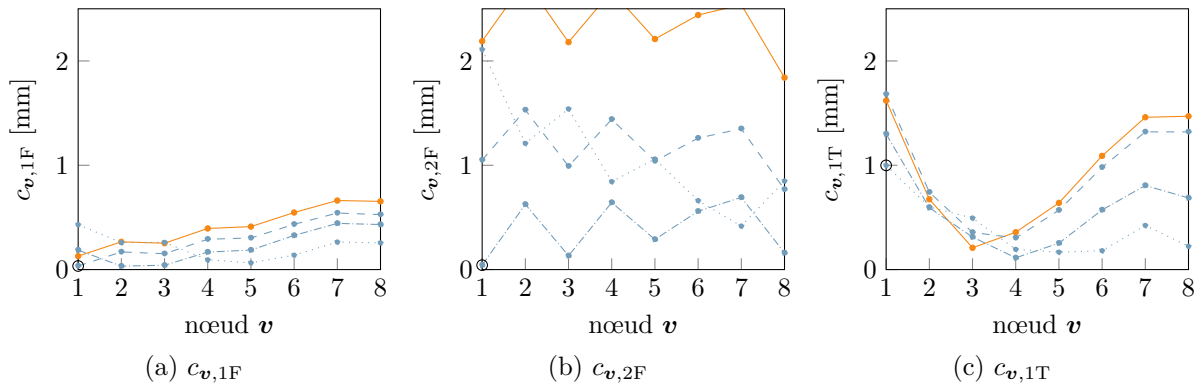 2
1
0
c_{v,1F} [mm]
1 2 3 4 5 6 7 8
nœud v
(a) c_{v,1F}
2
1
0
c_{v,2F} [mm]
1 2 3 4 5 6 7 8
nœud v
(b) c_{v,2F}
2
1
0
c_{v,1T} [mm]
1 2 3 4 5 6 7 8
nœud v
(c) c_{v,1T}